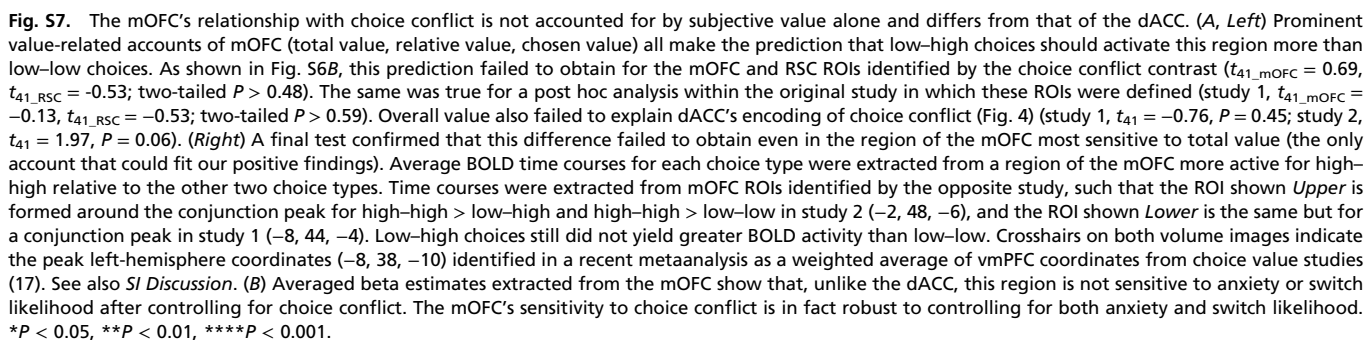 Fig. S7. The mOFC's relationship with choice conflict is not accounted for by subjective value alone and differs from that of the dACC. (A, Left) Prominent
value-related accounts of mOFC (total value, relative value, chosen value) all make the prediction that low–high choices should activate this region more than
low–low choices. As shown in Fig. S6B, this prediction failed to obtain for the mOFC and RSC ROIs identified by the choice conflict contrast (t41_mOFC = 0.69,
t41_RSC = -0.53; two-tailed P > 0.48). The same was true for a post hoc analysis within the original study in which these ROIs were defined (study 1, t41_mOFC =
−0.13, t41_RSC = −0.53; two-tailed P > 0.59). Overall value also failed to explain dACC's encoding of choice conflict (Fig. 4) (study 1, t41 = −0.76, P = 0.45; study 2,
t41 = 1.97, P = 0.06). (Right) A final test confirmed that this difference failed to obtain even in the region of the mOFC most sensitive to total value (the only
account that could fit our positive findings). Average BOLD time courses for each choice type were extracted from a region of the mOFC more active for high–
high relative to the other two choice types. Time courses were extracted from mOFC ROIs identified by the opposite study, such that the ROI shown Upper is
formed around the conjunction peak for high–high > low–high and high–high > low–low in study 2 (−2, 48, −6), and the ROI shown Lower is the same but for
a conjunction peak in study 1 (−8, 44, −4). Low–high choices still did not yield greater BOLD activity than low–low. Crosshairs on both volume images indicate
the peak left-hemisphere coordinates (−8, 38, −10) identified in a recent metaanalysis as a weighted average of vmPFC coordinates from choice value studies
(17). See also SI Discussion. (B) Averaged beta estimates extracted from the mOFC show that, unlike the dACC, this region is not sensitive to anxiety or switch
likelihood after controlling for choice conflict. The mOFC's sensitivity to choice conflict is in fact robust to controlling for both anxiety and switch likelihood.
*P < 0.05, **P < 0.01, ****P < 0.001.